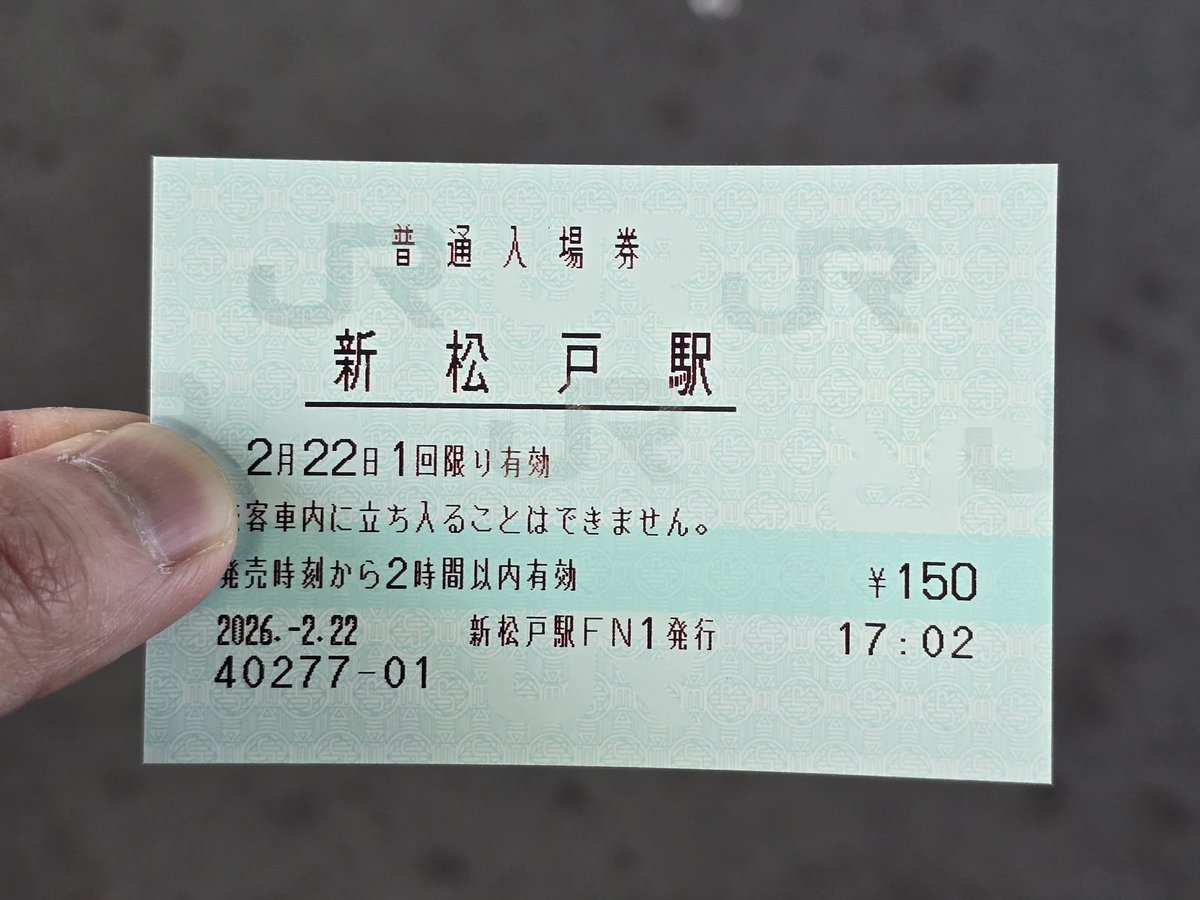 普通入場券
新松戸駅
2月22日1回限り有効
客車内に立ち入ることはできません。
発売時刻から2時間以内有効 ¥150
2026.-2.22 新松戸駅FN1発行 17:02
40277-01